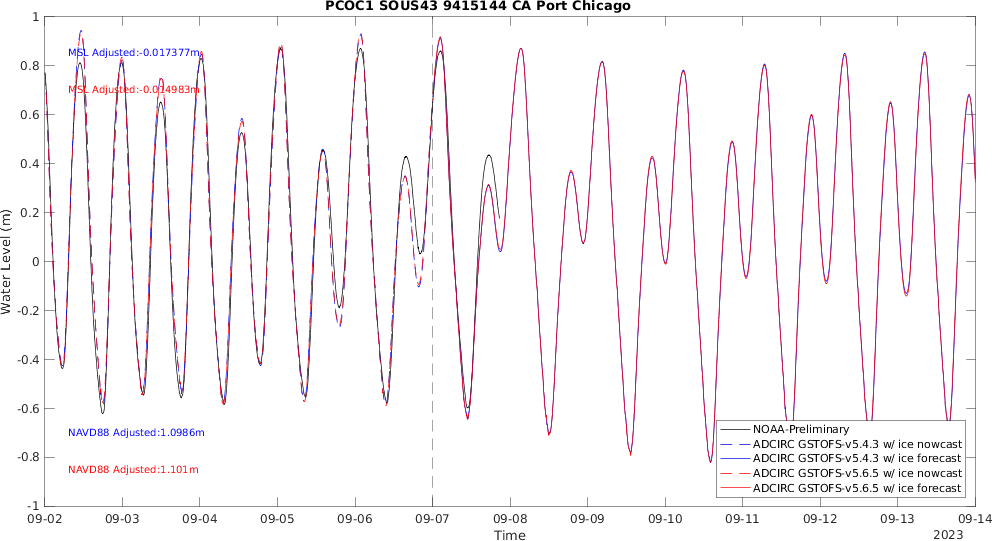 PCOC1 SOUS43 9415144 CA Port Chicago
1
0.8
0.6
0.4
0.2
0
-0.2
-0.4
-0.6
-0.8
-1
Water Level (m)
MSL Adjusted:-0.017377m
MSL Adjusted:-0.014983m
NAVD88 Adjusted:1.0986m
NAVD88 Adjusted:1.101m
NOAA-Preliminary
ADCIRC GSTOFS-v5.4.3 w/ ice nowcast
ADCIRC GSTOFS-v5.4.3 w/ ice forecast
ADCIRC GSTOFS-v5.6.5 w/ ice nowcast
ADCIRC GSTOFS-v5.6.5 w/ ice forecast
09-02 09-03 09-04 09-05 09-06 09-07 09-08 09-09 09-10 09-11 09-12 09-13 09-14
Time
2023